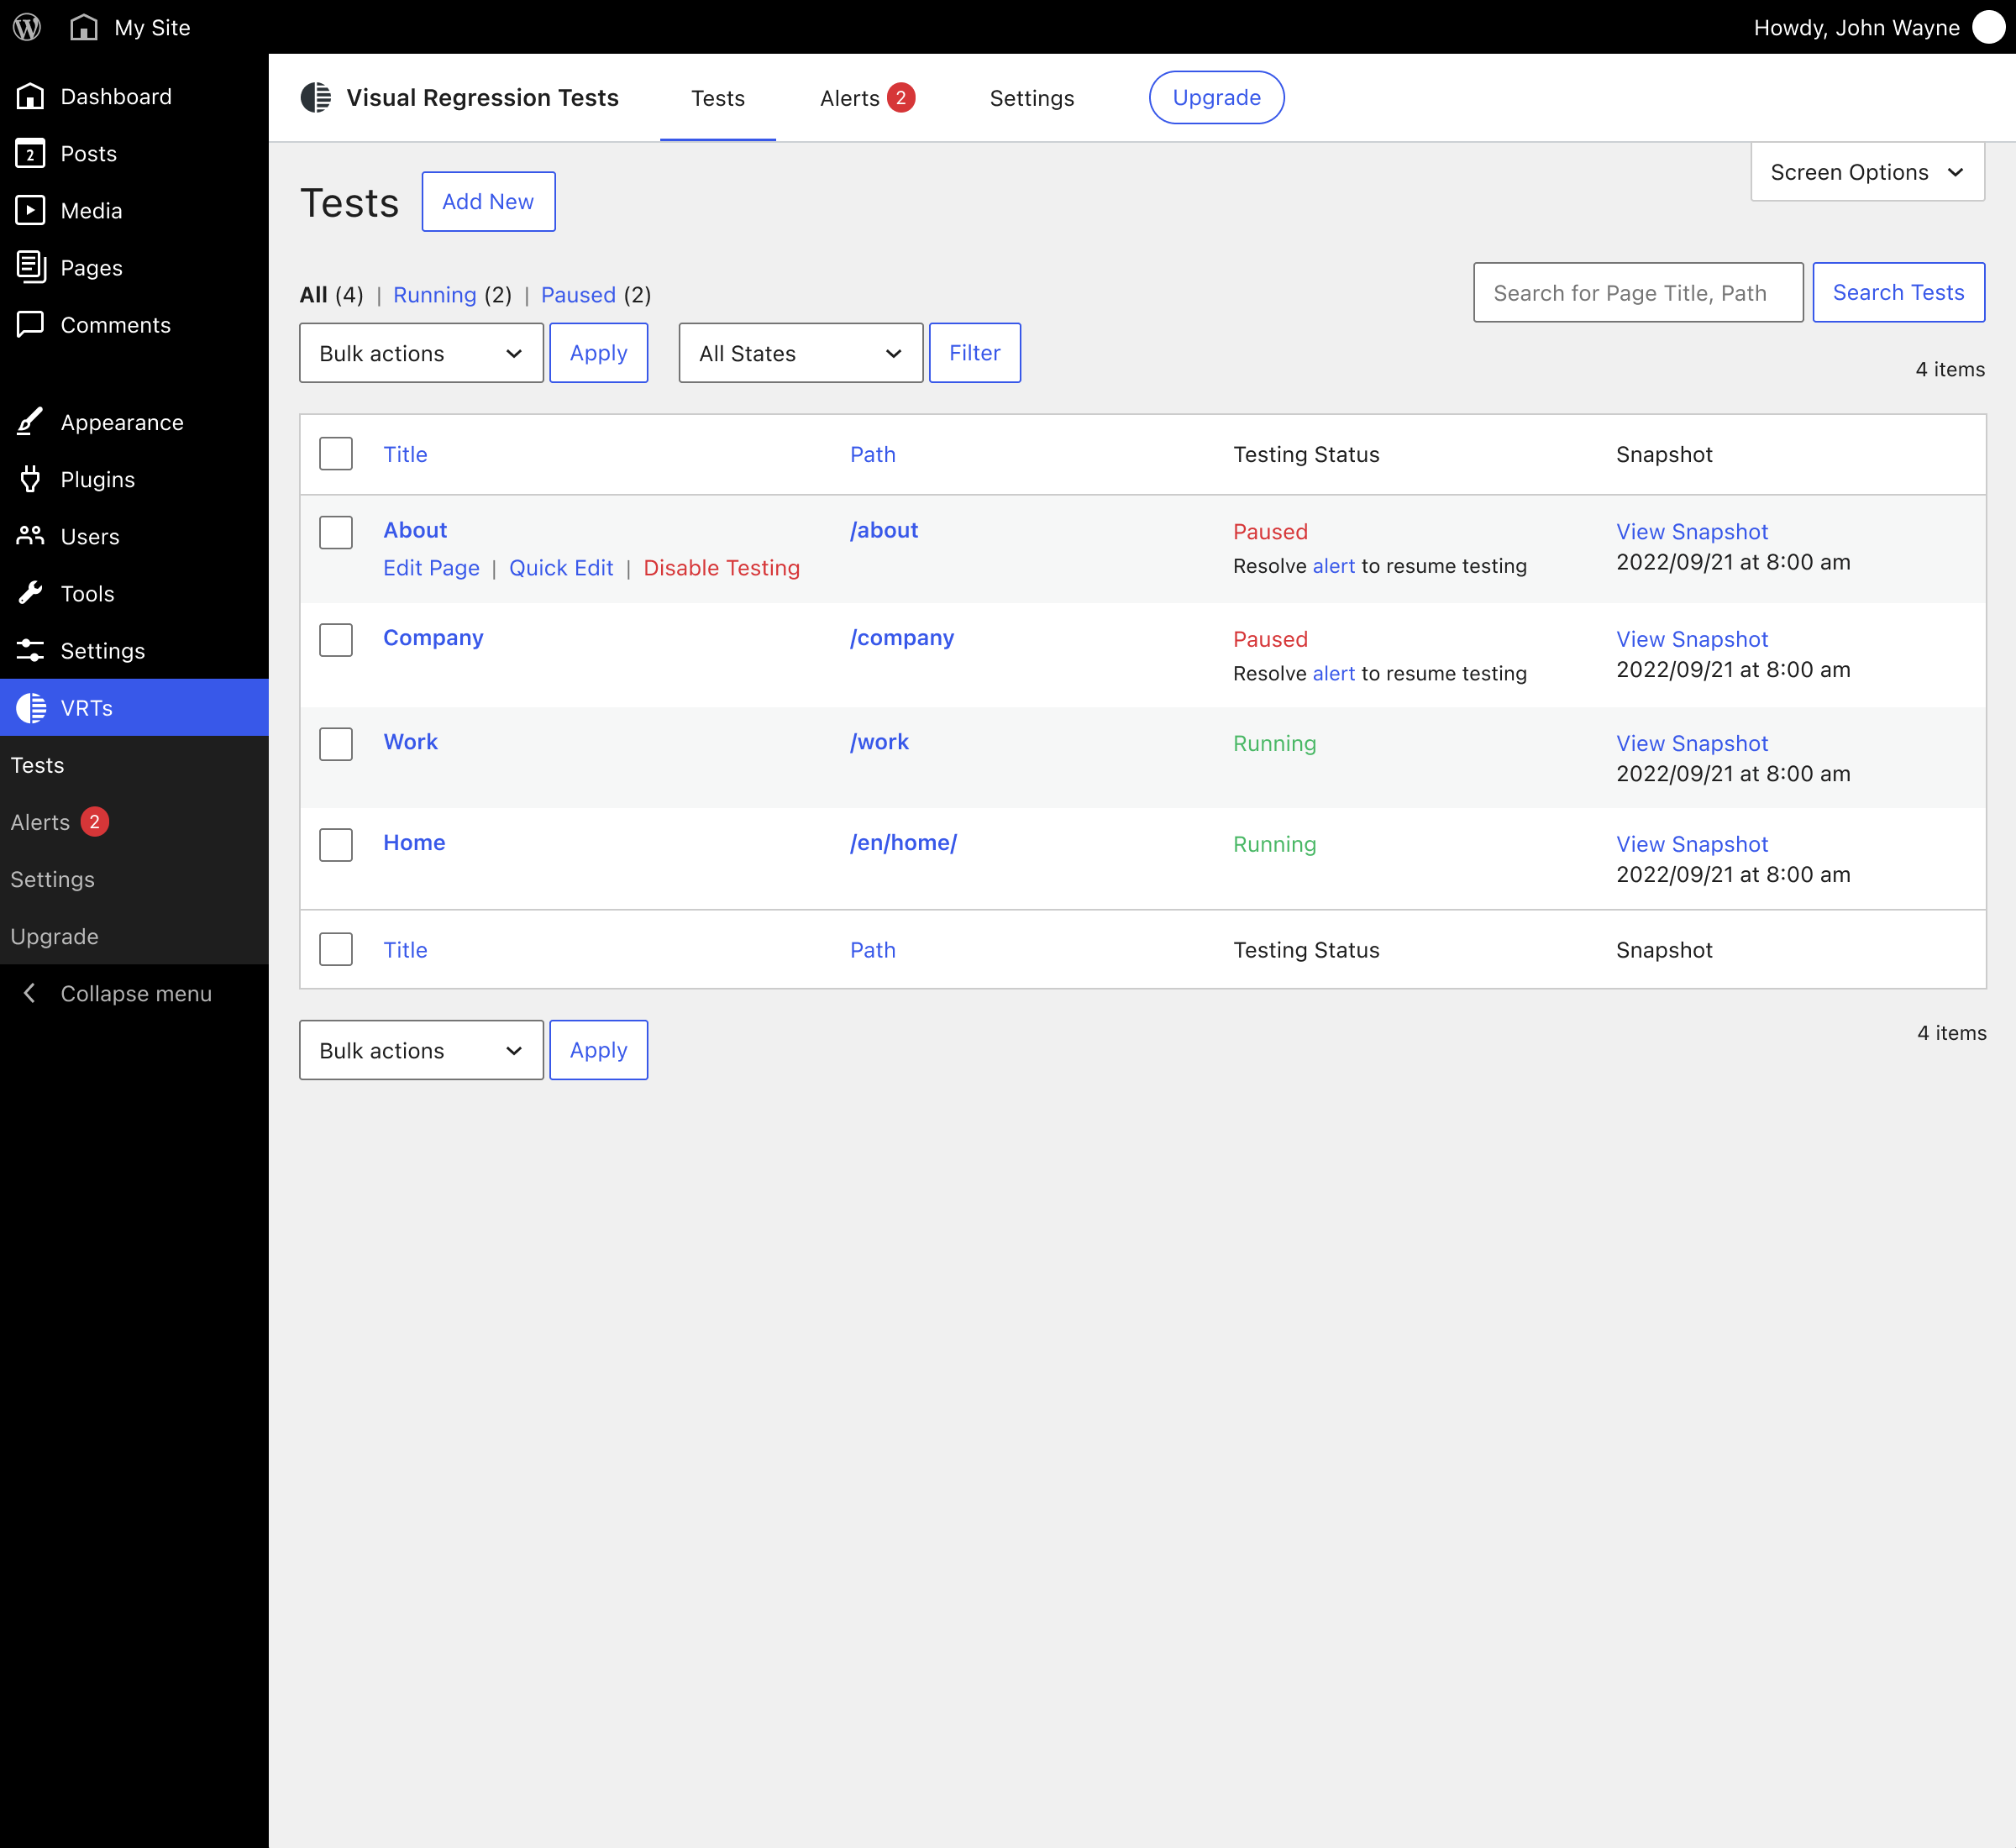 My Site
Howdy, John Wayne
Dashboard
2 Posts
Media
Pages
Comments
Appearance
Plugins
Users
Tools
Settings
VRTs
Tests
Alerts 2
Settings
Upgrade
Collapse menu
Visual Regression Tests Tests Alerts 2 Settings Upgrade
Screen Options
Tests Add New
All (4) | Running (2) | Paused (2)
Search for Page Title, Path Search Tests
Bulk actions Apply All States Filter
4 items
Title Path Testing Status Snapshot
About /about Paused View Snapshot
Edit Page | Quick Edit | Disable Testing Resolve alert to resume testing 2022/09/21 at 8:00 am
Company /company Paused View Snapshot
Resolve alert to resume testing 2022/09/21 at 8:00 am
Work /work Running View Snapshot
2022/09/21 at 8:00 am
Home /en/home/ Running View Snapshot
2022/09/21 at 8:00 am
Title Path Testing Status Snapshot
Bulk actions Apply
4 items